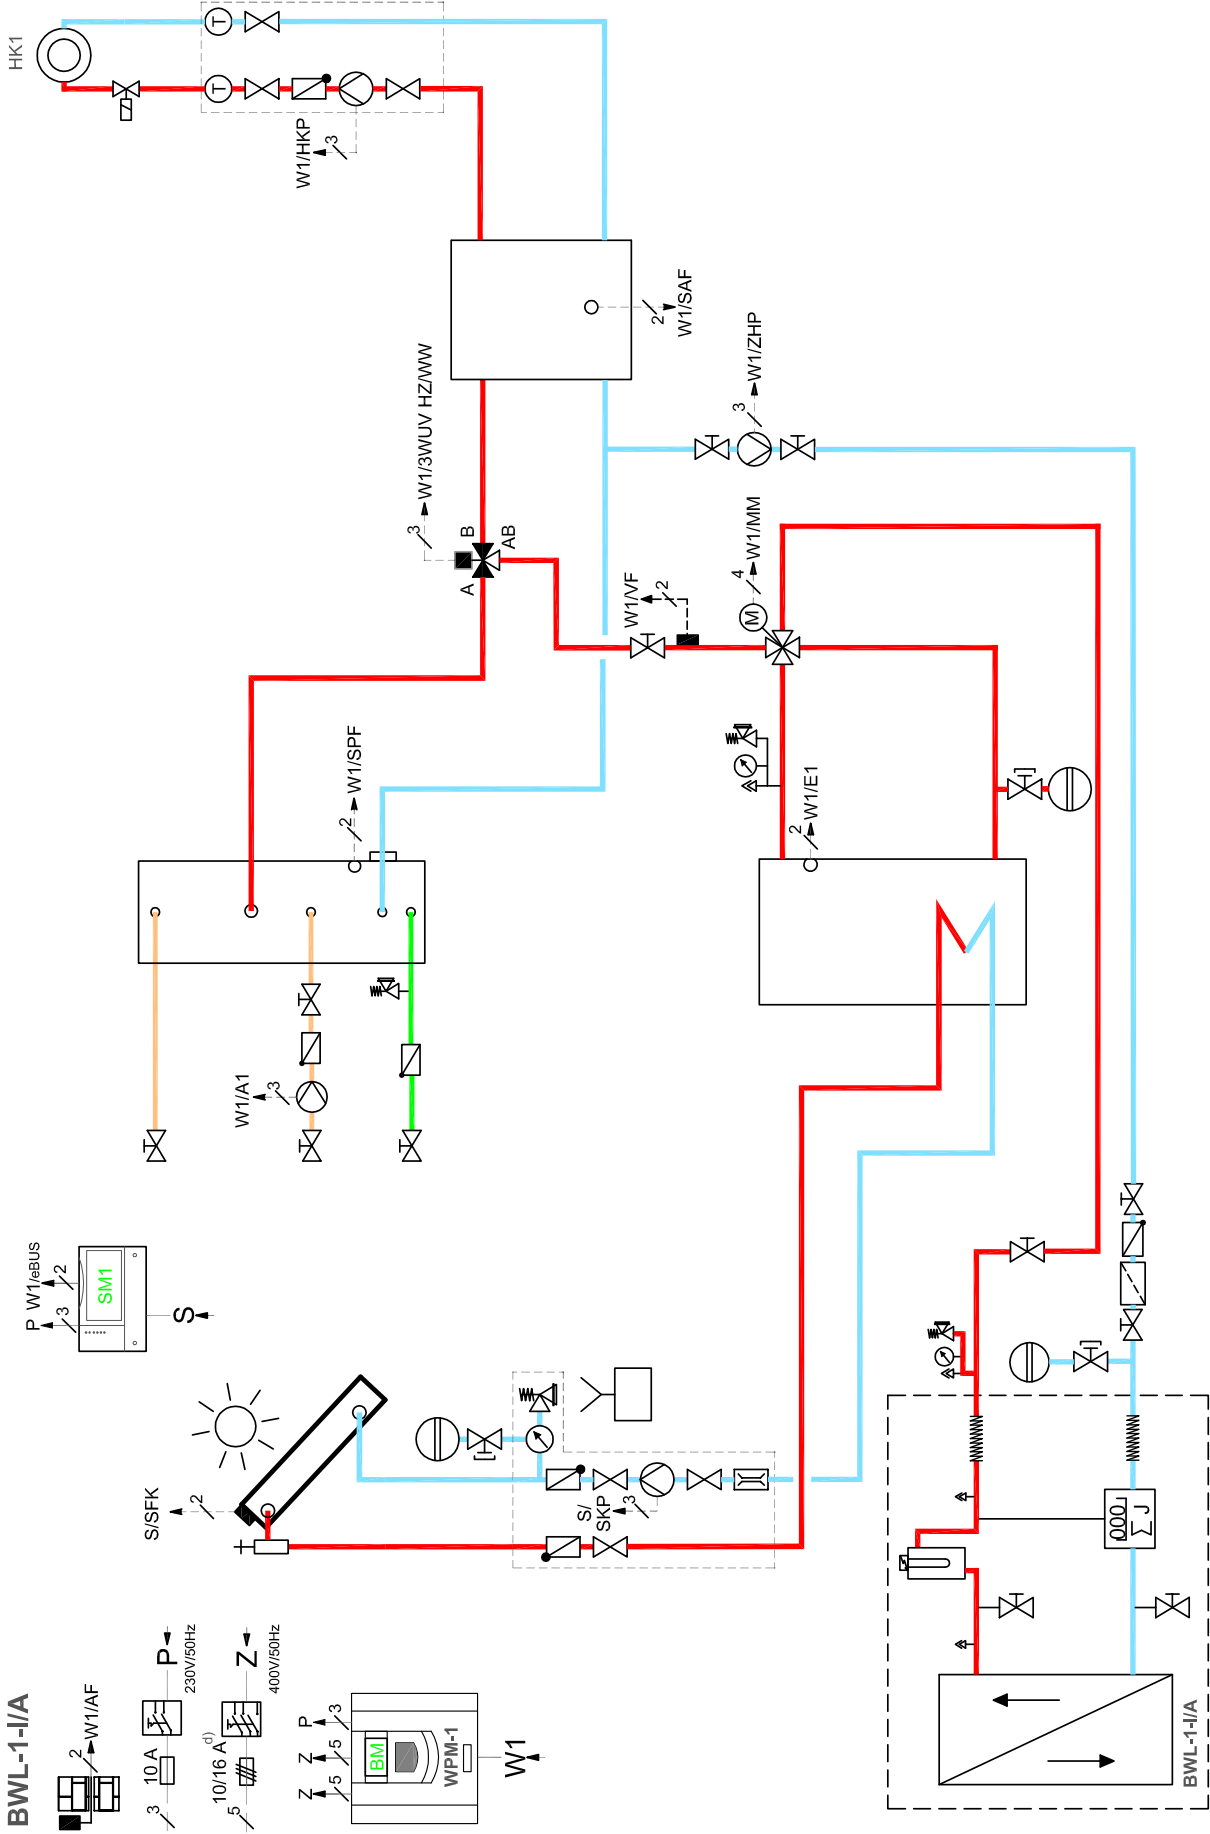 BWL-1-I/A
2
W1/AF
3
10 A
P
230V/50Hz
5
10/16 A
d)
Z
400V/50Hz
Z
5
Z
5
P
3
BM
WPM-1
W1
P
3
W1/eBUS
2
SM1
S
S/SFK
2
S/
SKP
3
W1/A1
3
W1/SPF
2
A
B
AB
3
W1/3WUV HZ/WW
HK1
T
T
W1/HKP
3
2
W1/SAF
3
W1/ZHP
W1/VF
2
M
4
W1/MM
2
W1/E1
000
Σ J
BWL-1-I/A